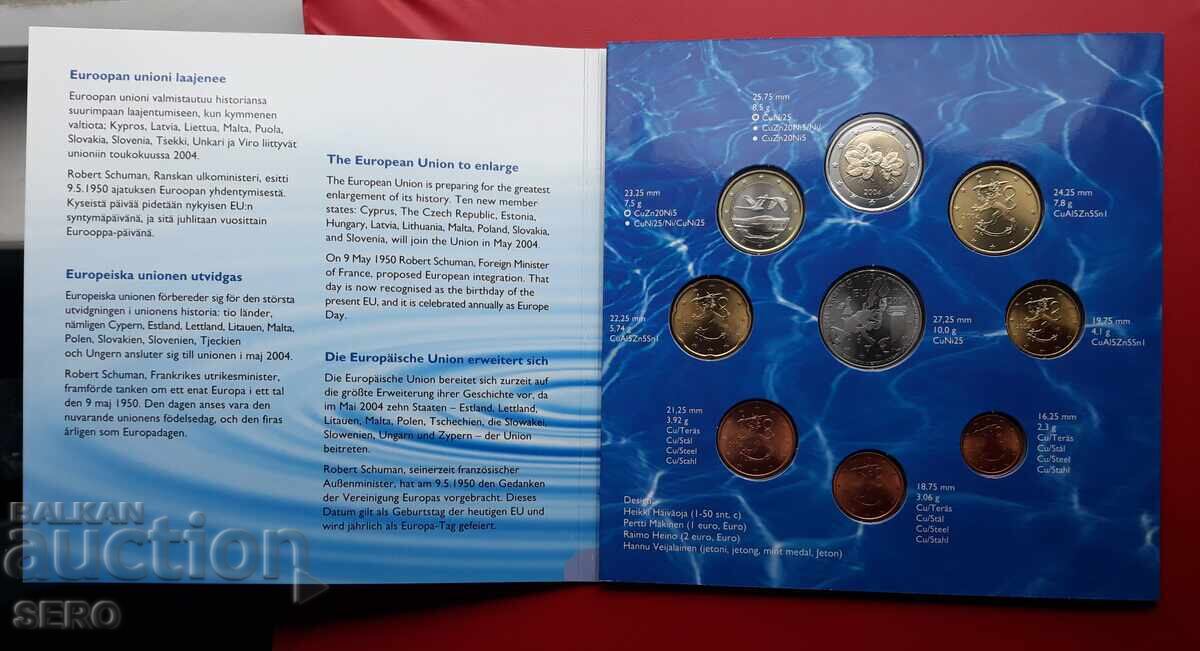 Euroopan unioni laajenee
Euroopan unioni valmistautuu historiansa
suurimpaan laajentumiseen, kun kymmenen
valtiota; Kypros, Latvia, Liettua, Malta, Puola,
Slovakia, Slovenia, Tsekki, Unkari ja Viro liittyvät
unioniin toukokuussa 2004.
Robert Schuman, Ranskan ulkoministeri, esitti
9.5.1950 ajatuksen Euroopan yhdentymisestä.
Kyseistä päivää pidetään nykyisen EU:n
syntymäpäivänä, ja sitä juhlitaan vuosittain
Eurooppa-päivänä.
Europeiska unionen utvidgas
Europeiska unionen förbereder sig för den största
utvidgningen i unionens historia: tio länder,
nämligen Cypern, Estland, Lettland, Litauen, Malta,
Polen, Slovakien, Slovenien, Tjeckien
och Ungern ansluter sig till unionen i maj 2004.
Robert Schuman, Frankrikes utrikesminister,
framförde tanken om ett enat Europa i ett tal
den 9 maj 1950. Den dagen anses vara den
nuvarande unionens födelsedag, och den firas
årligen som Europadagen.
The European Union to enlarge
The European Union is preparing for the greatest
enlargement of its history. Ten new member
states: Cyprus, The Czech Republic, Estonia,
Hungary, Latvia, Lithuania, Malta, Poland, Slovakia,
and Slovenia, will join the Union in May 2004.
On 9 May 1950 Robert Schuman, Foreign Minister
of France, proposed European integration. That
day is now recognised as the birthday of the
present EU, and it is celebrated annually as Europe
Day.
Die Europäische Union erweitert sich
Die Europäische Union bereitet sich zurzeit auf
die größte Erweiterung ihrer Geschichte vor, da
im Mai 2004 zehn Staaten – Estland, Lettland,
Litauen, Malta, Polen, Tschechien, die Slowakei,
Slowenien, Ungarn und Zypern – der Union
beitreten.
Robert Schuman, seinerzeit französischer
Außenminister, hat am 9.5.1950 den Gedanken
der Vereinigung Europas vorgebracht. Dieses
Datum gilt als Geburtstag der heutigen EU und
wird jährlich als Europa-Tag gefeiert.
25,75 mm
8,5 g
CuNi25
CuZn20Ni5/Ni/
CuZn20Ni5
2004
23,25 mm
7,5 g
CuZn20Ni5
CuNi25/Ni/CuNi25
24,25 mm
7,8 g
CuAl5Zn5Sn1
22,25 mm
5,74 g
CuAl5Zn5Sn1
27,25 mm
10,0 g
CuNi25
19,75 mm
4,1 g
CuAl5Zn5Sn1
21,25 mm
3,92 g
Cu/Teräs
Cu/Stål
Cu/Steel
Cu/Stahl
16,25 mm
2,3 g
Cu/Teräs
Cu/Stål
Cu/Steel
Cu/Stahl
18,75 mm
3,06 g
Cu/Teräs
Cu/Stål
Cu/Steel
Cu/Stahl
Design:
Heikki Häiväoja (1-50 snt, c)
Pertti Mäkinen (1 euro, Euro)
Raimo Heino (2 euro, Euro)
Hannu Veijalainen (jetoni, jetong, mint medal, Jeton)
BALKAN
auction
SERO